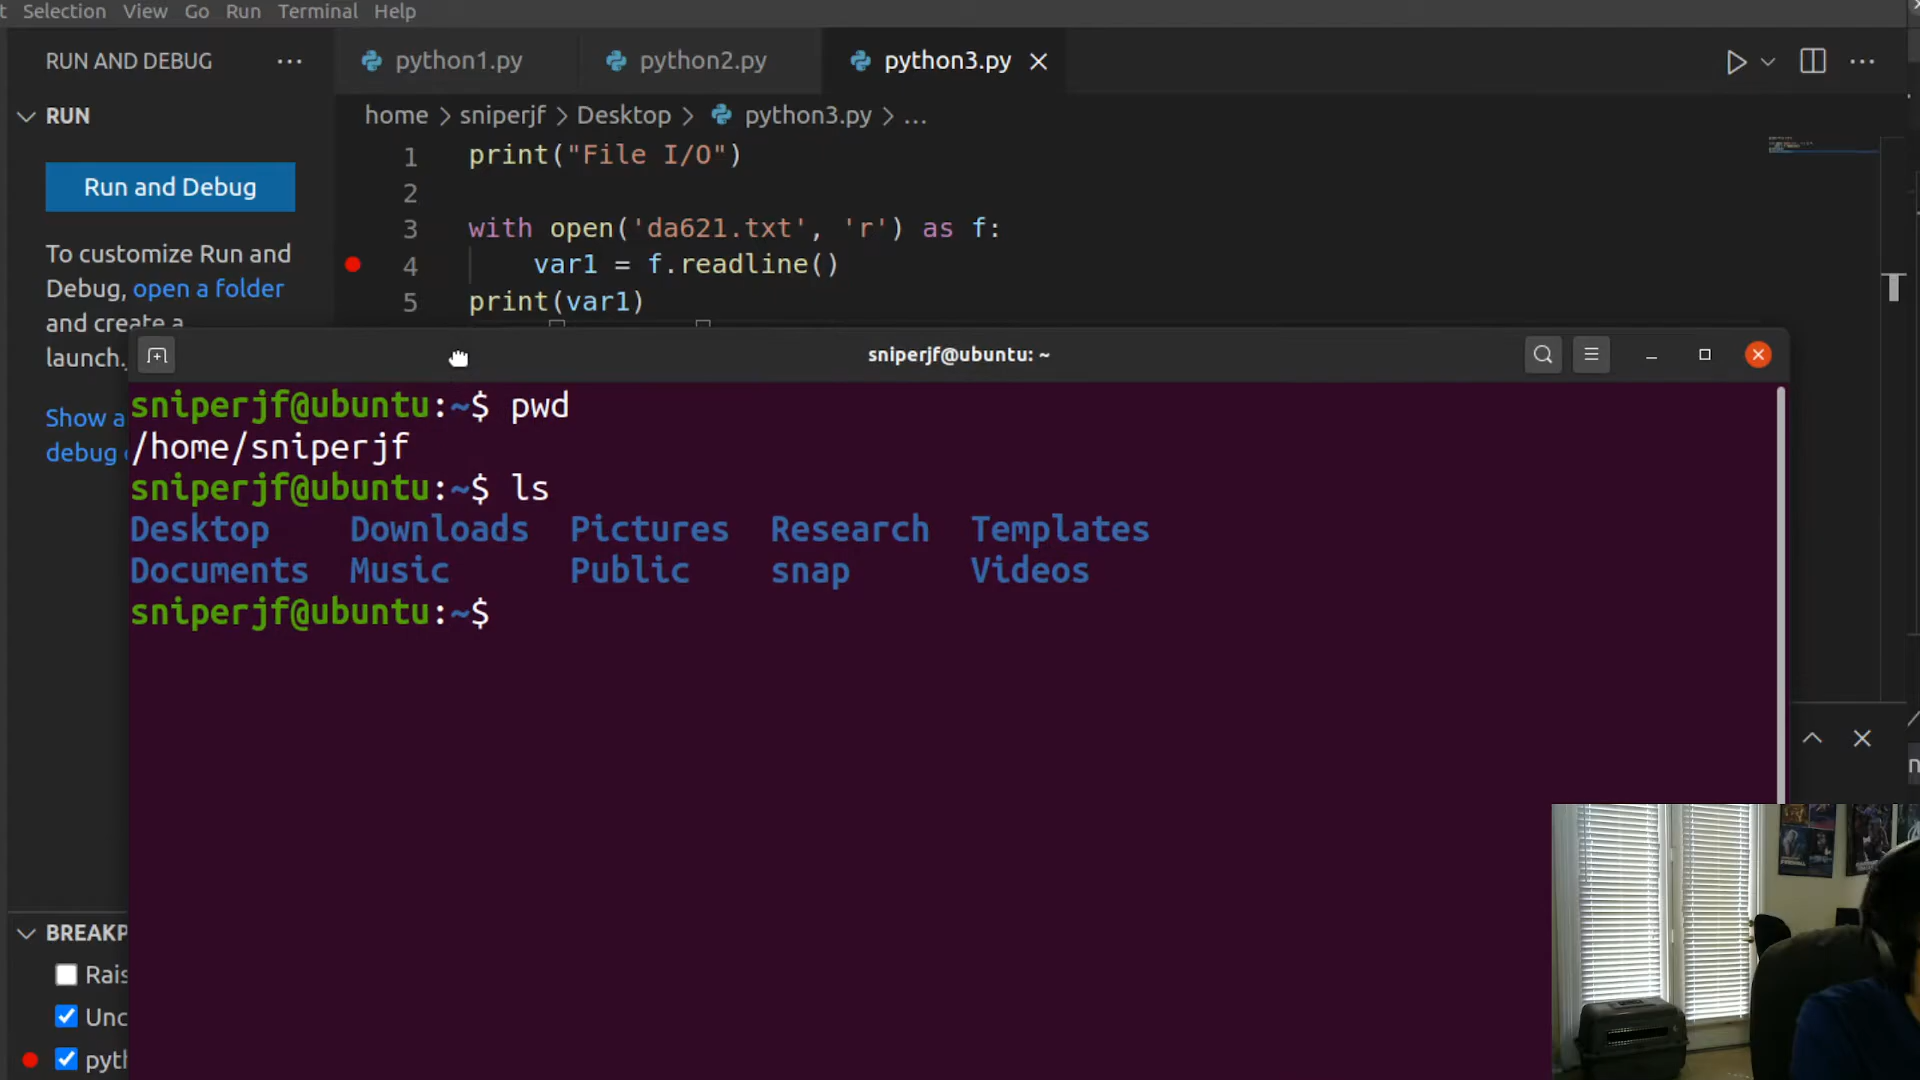 Selection View Go Run Terminal Help
RUN AND DEBUG
python1.py
python2.py
python3.py
RUN
home > sniperjf > Desktop > python3.py > ...
Run and Debug
To customize Run and
Debug, open a folder
and create a
launch.
Show a
debug
1 print("File I/O")
2
3 with open('da621.txt', 'r') as f:
4 var1 = f.readline()
5 print(var1)
sniperjf@ubuntu: ~
sniperjf@ubuntu:~$ pwd
/home/sniperjf
sniperjf@ubuntu:~$ ls
Desktop Downloads Pictures Research Templates
Documents Music Public snap Videos
sniperjf@ubuntu:~$
BREAKP
Rais
Unc
pyth